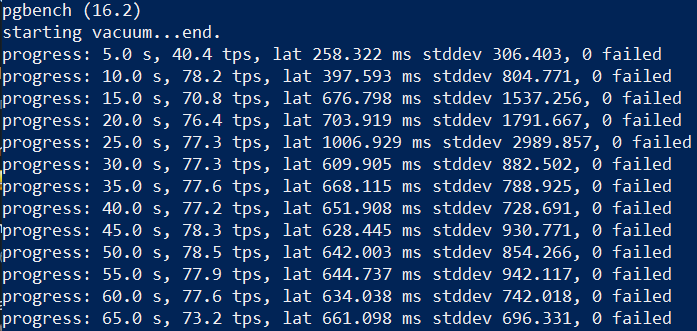 pgbench (16.2)
starting vacuum...end.
progress: 5.0 s, 40.4 tps, lat 258.322 ms stddev 306.403, 0 failed
progress: 10.0 s, 78.2 tps, lat 397.593 ms stddev 804.771, 0 failed
progress: 15.0 s, 70.8 tps, lat 676.798 ms stddev 1537.256, 0 failed
progress: 20.0 s, 76.4 tps, lat 703.919 ms stddev 1791.667, 0 failed
progress: 25.0 s, 77.3 tps, lat 1006.929 ms stddev 2989.857, 0 failed
progress: 30.0 s, 77.3 tps, lat 609.905 ms stddev 882.502, 0 failed
progress: 35.0 s, 77.6 tps, lat 668.115 ms stddev 788.925, 0 failed
progress: 40.0 s, 77.2 tps, lat 651.908 ms stddev 728.691, 0 failed
progress: 45.0 s, 78.3 tps, lat 628.445 ms stddev 930.771, 0 failed
progress: 50.0 s, 78.5 tps, lat 642.003 ms stddev 854.266, 0 failed
progress: 55.0 s, 77.9 tps, lat 644.737 ms stddev 942.117, 0 failed
progress: 60.0 s, 77.6 tps, lat 634.038 ms stddev 742.018, 0 failed
progress: 65.0 s, 73.2 tps, lat 661.098 ms stddev 696.331, 0 failed